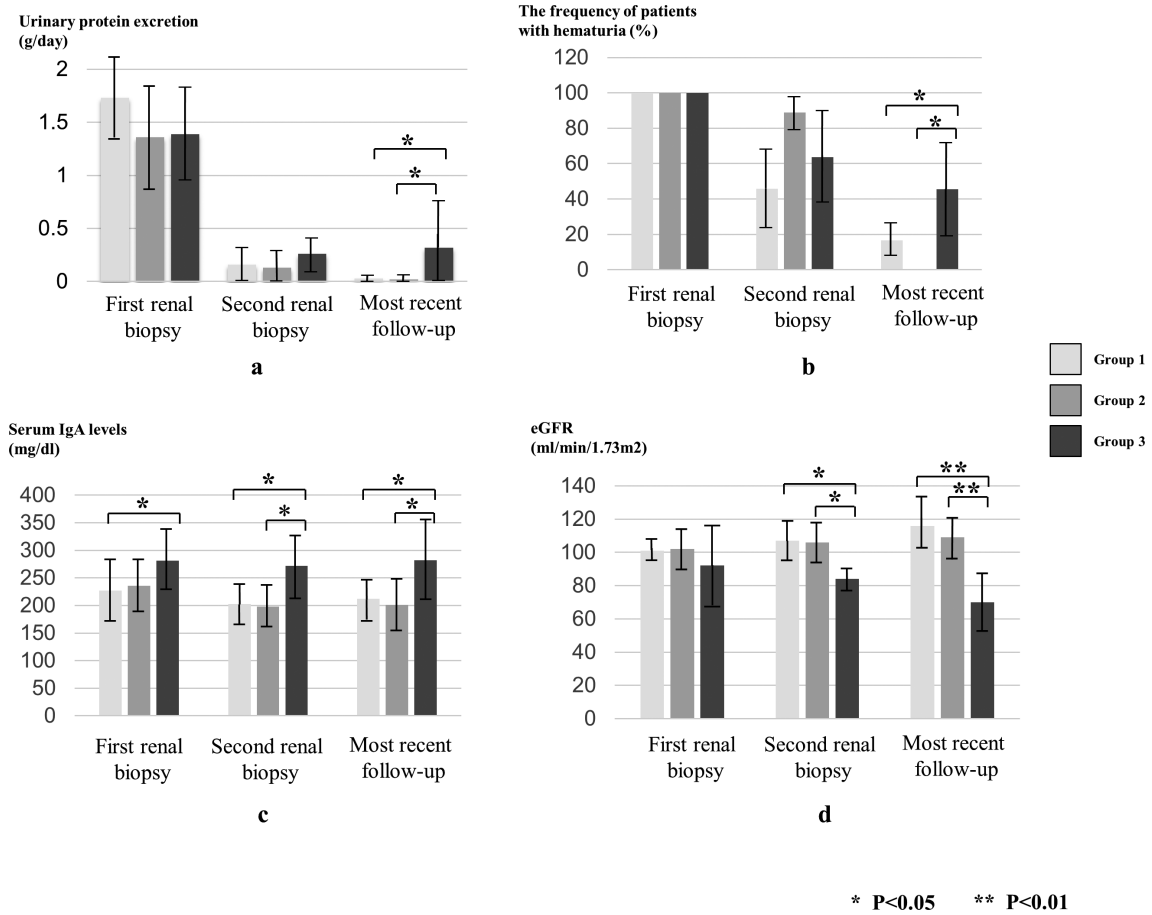 Urinary protein excretion
(g/day)
2
1.5
1
0.5
0
*
*
First renal
biopsy
Second renal
biopsy
Most recent
follow-up
a
The frequency of patients
with hematuria (%)
120
100
80
60
40
20
0
*
*
First renal
biopsy
Second renal
biopsy
Most recent
follow-up
b
Group 1
Group 2
Group 3
Serum IgA levels
(mg/dl)
400
350
300
250
200
150
100
50
0
*
*
*
*
*
First renal
biopsy
Second renal
biopsy
Most recent
follow-up
c
eGFR
(ml/min/1.73m2)
140
120
100
80
60
40
20
0
*
*
**
**
First renal
biopsy
Second renal
biopsy
Most recent
follow-up
d
* P<0.05 ** P<0.01